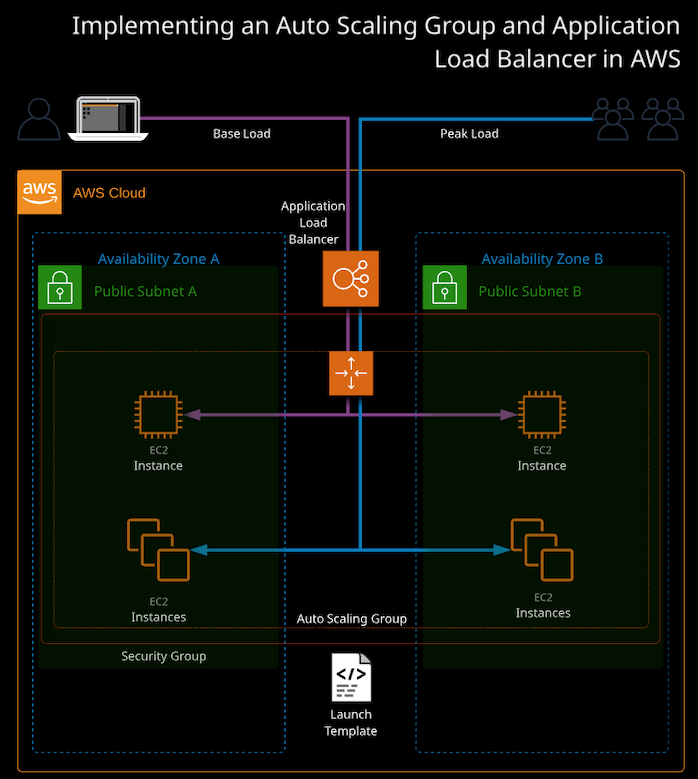 Implementing an Auto Scaling Group and Application
Load Balancer in AWS
Base Load
Peak Load
aws
AWS Cloud
Application
Load
Balancer
Availability Zone A
Availability Zone B
Public Subnet A
Public Subnet B
EC2
Instance
EC2
Instance
EC2
Instances
EC2
Instances
Auto Scaling Group
Security Group
</>
Launch
Template